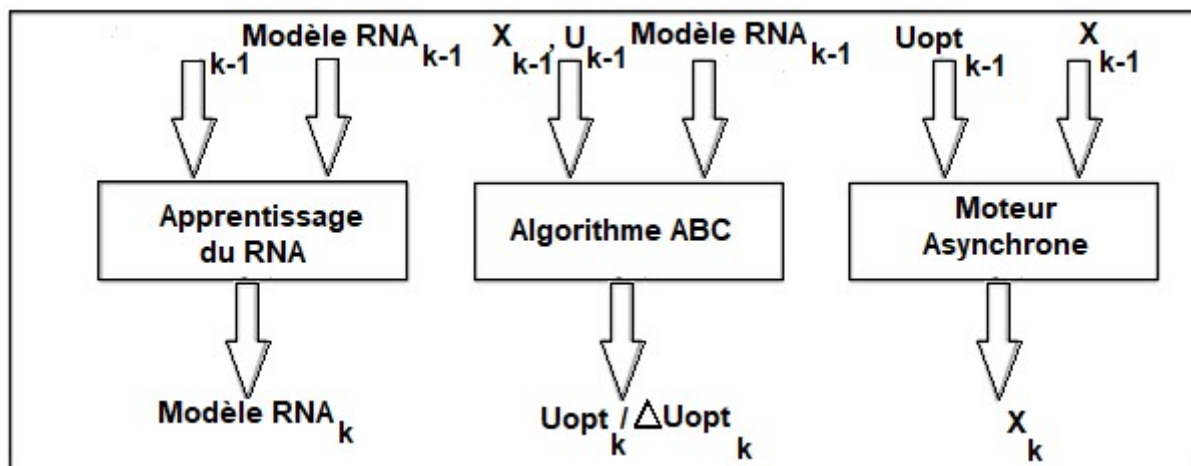 k-1 Modèle RNA k-1 X k-1, U k-1 Modèle RNA k-1 Uopt k-1 X k-1
Apprentissage
du RNA
Algorithme ABC
Moteur
Asynchrone
Modèle RNA k
Uopt k / ΔUopt k
X k